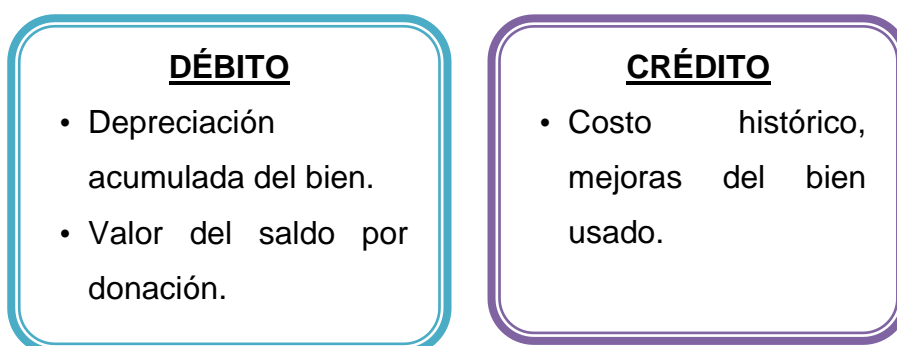 DÉBITO
• Depreciación
acumulada del bien.
• Valor del saldo por
donación.
CRÉDITO
• Costo histórico,
mejoras del bien
usado.